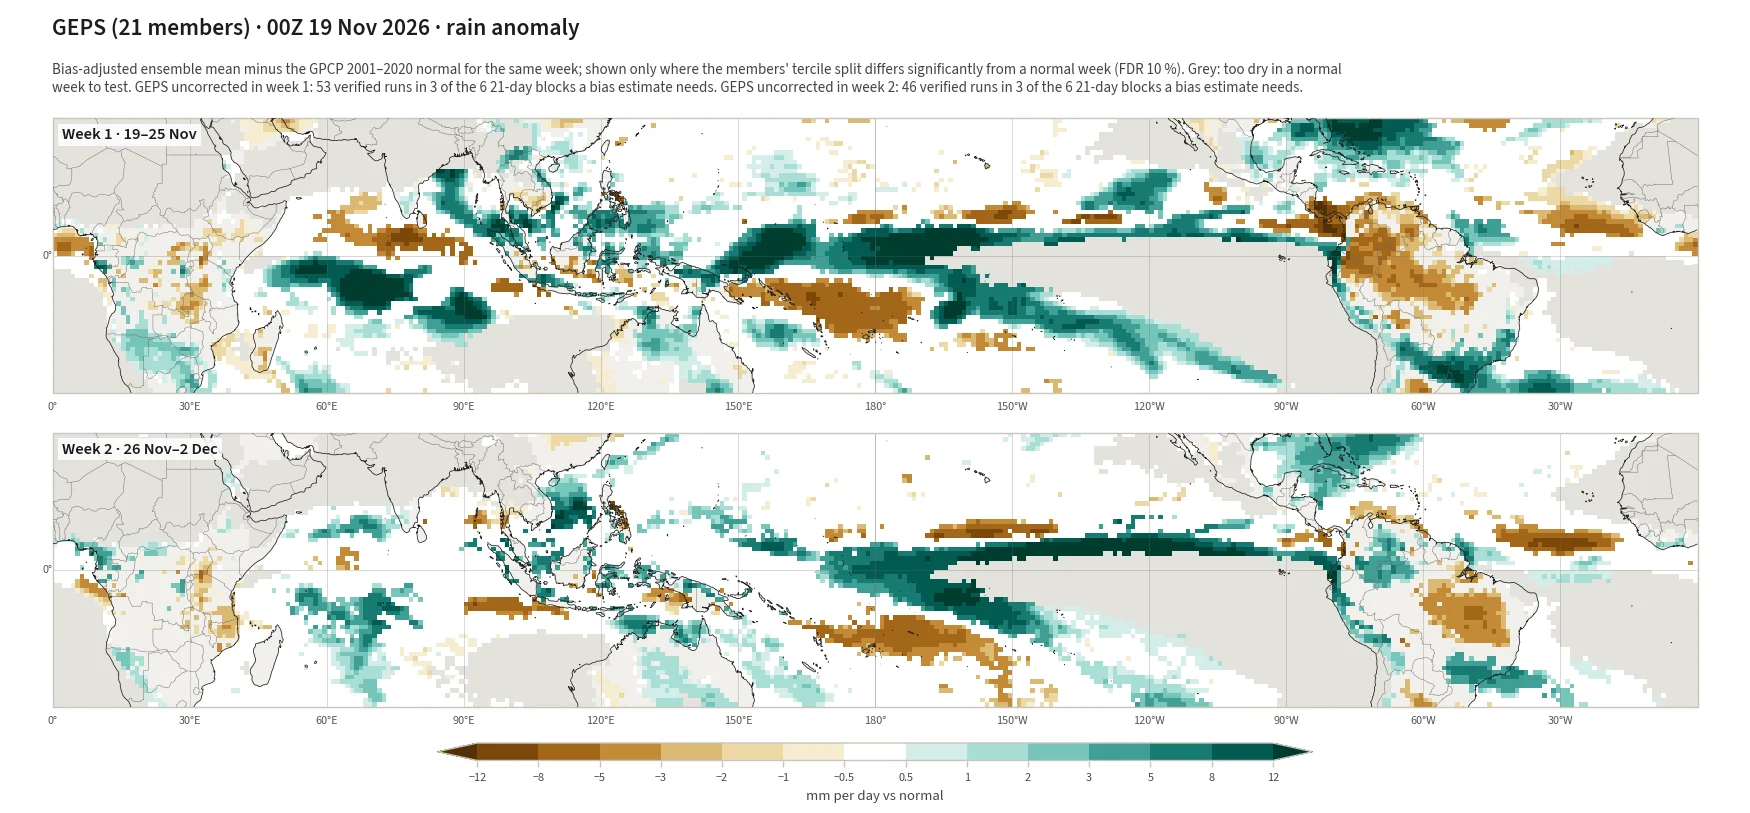 GEPS (21 members) · 00Z 19 Nov 2026 · rain anomaly
Bias-adjusted ensemble mean minus the GPCP 2001–2020 normal for the same week; shown only where the members' tercile split differs significantly from a normal week (FDR 10 %). Grey: too dry in a normal
week to test. GEPS uncorrected in week 1: 53 verified runs in 3 of the 6 21-day blocks a bias estimate needs. GEPS uncorrected in week 2: 46 verified runs in 3 of the 6 21-day blocks a bias estimate needs.
Week 1 · 19–25 Nov
0°
0° 30°E 60°E 90°E 120°E 150°E 180° 150°W 120°W 90°W 60°W 30°W
Week 2 · 26 Nov–2 Dec
0°
0° 30°E 60°E 90°E 120°E 150°E 180° 150°W 120°W 90°W 60°W 30°W
−12 −8 −5 −3 −2 −1 −0.5 0.5 1 2 3 5 8 12
mm per day vs normal